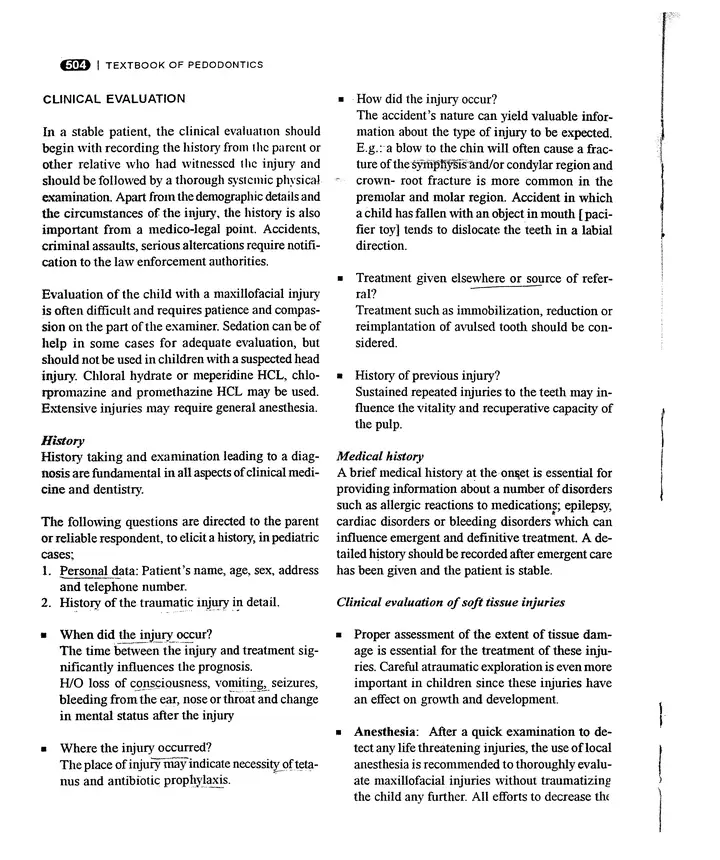 504 | TEXTBOOK OF PEDODONTICS
CLINICAL EVALUATION
In a stable patient, the clinical evaluation should
begin with recording the history from the parent or
other relative who had witnessed the injury and
should be followed by a thorough systemic physical
examination. Apart from the demographic details and
the circumstances of the injury, the history is also
important from a medico-legal point. Accidents,
criminal assaults, serious altercations require notifi-
cation to the law enforcement authorities.
Evaluation of the child with a maxillofacial injury
is often difficult and requires patience and compas-
sion on the part of the examiner. Sedation can be of
help in some cases for adequate evaluation, but
should not be used in children with a suspected head
injury. Chloral hydrate or meperidine HCL, chlo-
rpromazine and promethazine HCL may be used.
Extensive injuries may require general anesthesia.
History
History taking and examination leading to a diag-
nosis are fundamental in all aspects of clinical medi-
cine and dentistry.
The following questions are directed to the parent
or reliable respondent, to elicit a history, in pediatric
cases;
1. Personal data: Patient's name, age, sex, address
and telephone number.
2. History of the traumatic injury in detail.
▪ When did the injury occur?
The time between the injury and treatment sig-
nificantly influences the prognosis.
H/O loss of consciousness, vomiting, seizures,
bleeding from the ear, nose or throat and change
in mental status after the injury
▪ Where the injury occurred?
The place of injury may indicate necessity of teta-
nus and antibiotic prophylaxis.
▪ How did the injury occur?
The accident's nature can yield valuable infor-
mation about the type of injury to be expected.
E.g.: a blow to the chin will often cause a frac-
ture of the symphysis and/or condylar region and
crown- root fracture is more common in the
premolar and molar region. Accident in which
a child has fallen with an object in mouth [ paci-
fier toy] tends to dislocate the teeth in a labial
direction.
▪ Treatment given elsewhere or source of refer-
ral?
Treatment such as immobilization, reduction or
reimplantation of avulsed tooth should be con-
sidered.
▪ History of previous injury?
Sustained repeated injuries to the teeth may in-
fluence the vitality and recuperative capacity of
the pulp.
Medical history
A brief medical history at the onset is essential for
providing information about a number of disorders
such as allergic reactions to medications; epilepsy,
cardiac disorders or bleeding disorders which can
influence emergent and definitive treatment. A de-
tailed history should be recorded after emergent care
has been given and the patient is stable.
Clinical evaluation of soft tissue injuries
▪ Proper assessment of the extent of tissue dam-
age is essential for the treatment of these inju-
ries. Careful atraumatic exploration is even more
important in children since these injuries have
an effect on growth and development.
▪ Anesthesia: After a quick examination to de-
tect any life threatening injuries, the use of local
anesthesia is recommended to thoroughly evalu-
ate maxillofacial injuries without traumatizing
the child any further. All efforts to decrease the